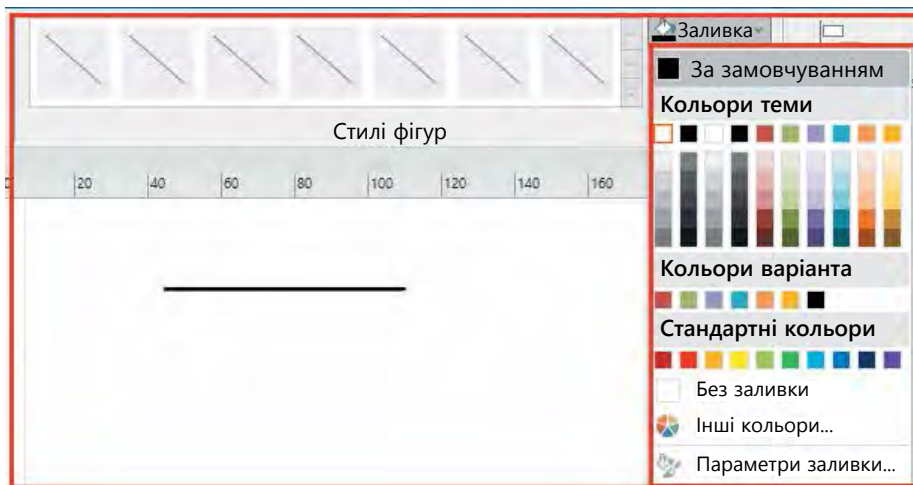 Заливка
За замовчуванням
Кольори теми
Стилі фігур
20 40 60 80 100 120 140 160
Кольори варіанта
Стандартні кольори
Без заливки
Інші кольори...
Параметри заливки...